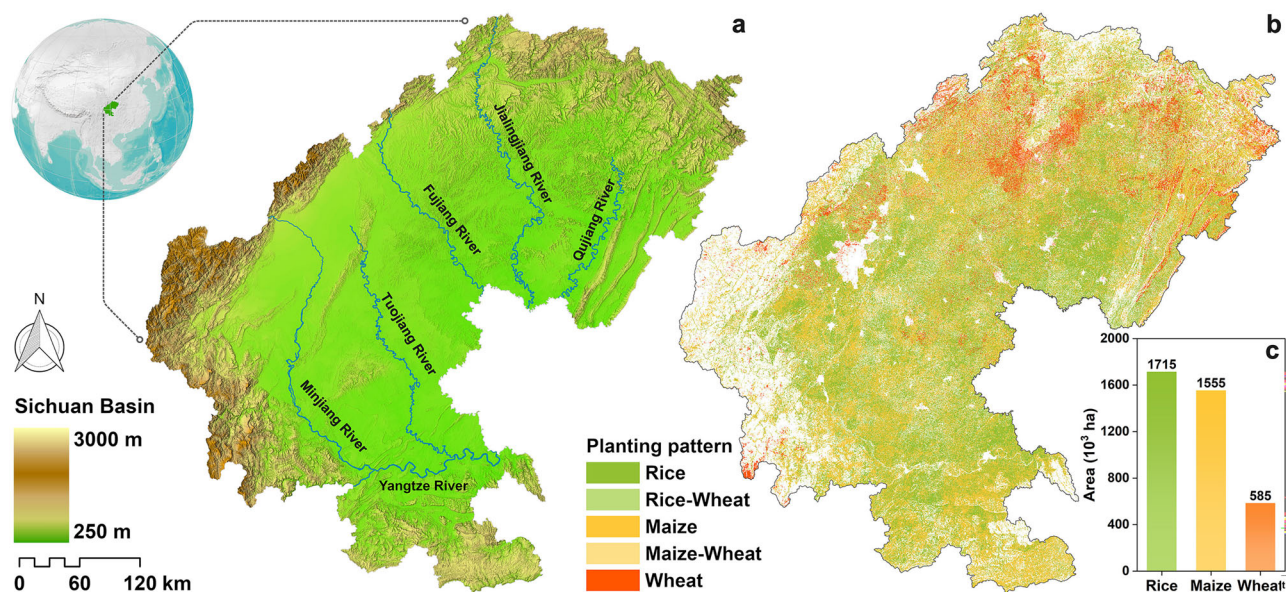 a
b
Jialingjiang River
Fujiang River
Qujiang River
Tuojiang River
Minjiang River
Yangtze River
N
Sichuan Basin
3000 m
250 m
0 60 120 km
Planting pattern
Rice
Rice-Wheat
Maize
Maize-Wheat
Wheat
c
Area (10³ ha)
2000
1600
1200
800
400
0
1715
1555
585
Rice Maize Wheat